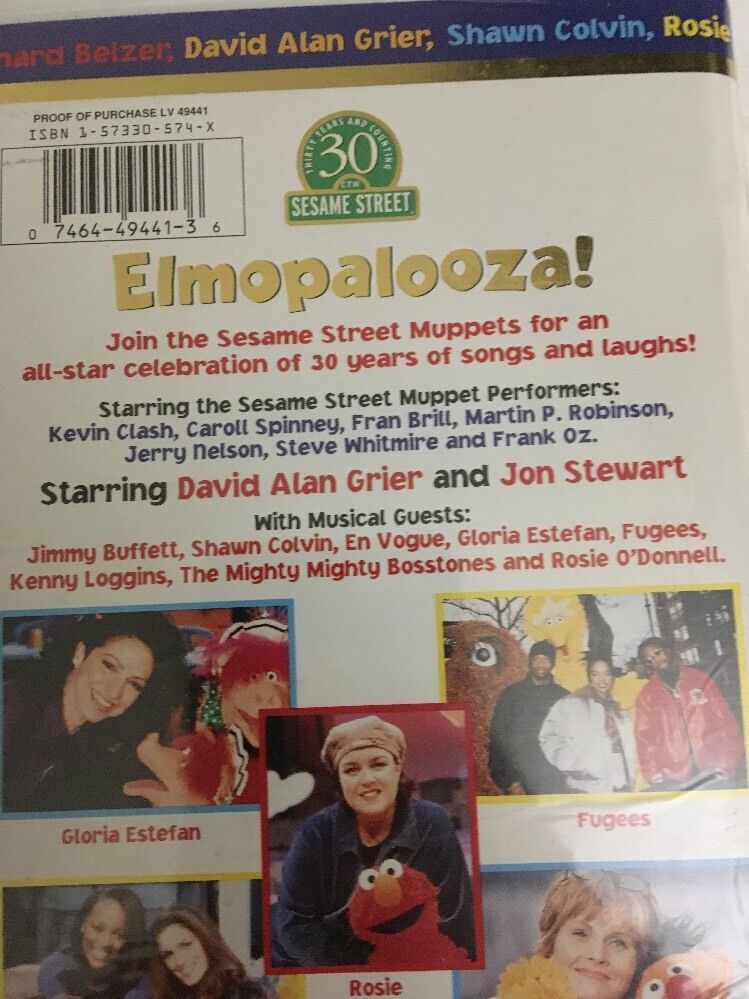 hard Belzer, David Alan Grier, Shawn Colvin, Rosie
PROOF OF PURCHASE LV 49441
ISBN 1-57330-574-X
0 74644-49441-3 6
THIRTY YEARS AND COUNTING
30
CTW
SESAME STREET
Elmopalooza!
Join the Sesame Street Muppets for an
all-star celebration of 30 years of songs and laughs!
Starring the Sesame Street Muppet Performers:
Kevin Clash, Caroll Spinney, Fran Brill, Martin P. Robinson,
Jerry Nelson, Steve Whitmire and Frank Oz.
Starring David Alan Grier and Jon Stewart
With Musical Guests:
Jimmy Buffett, Shawn Colvin, En Vogue, Gloria Estefan, Fugees,
Kenny Loggins, The Mighty Mighty Bosstones and Rosie O'Donnell.
Gloria Estefan
Fugees
Rosie